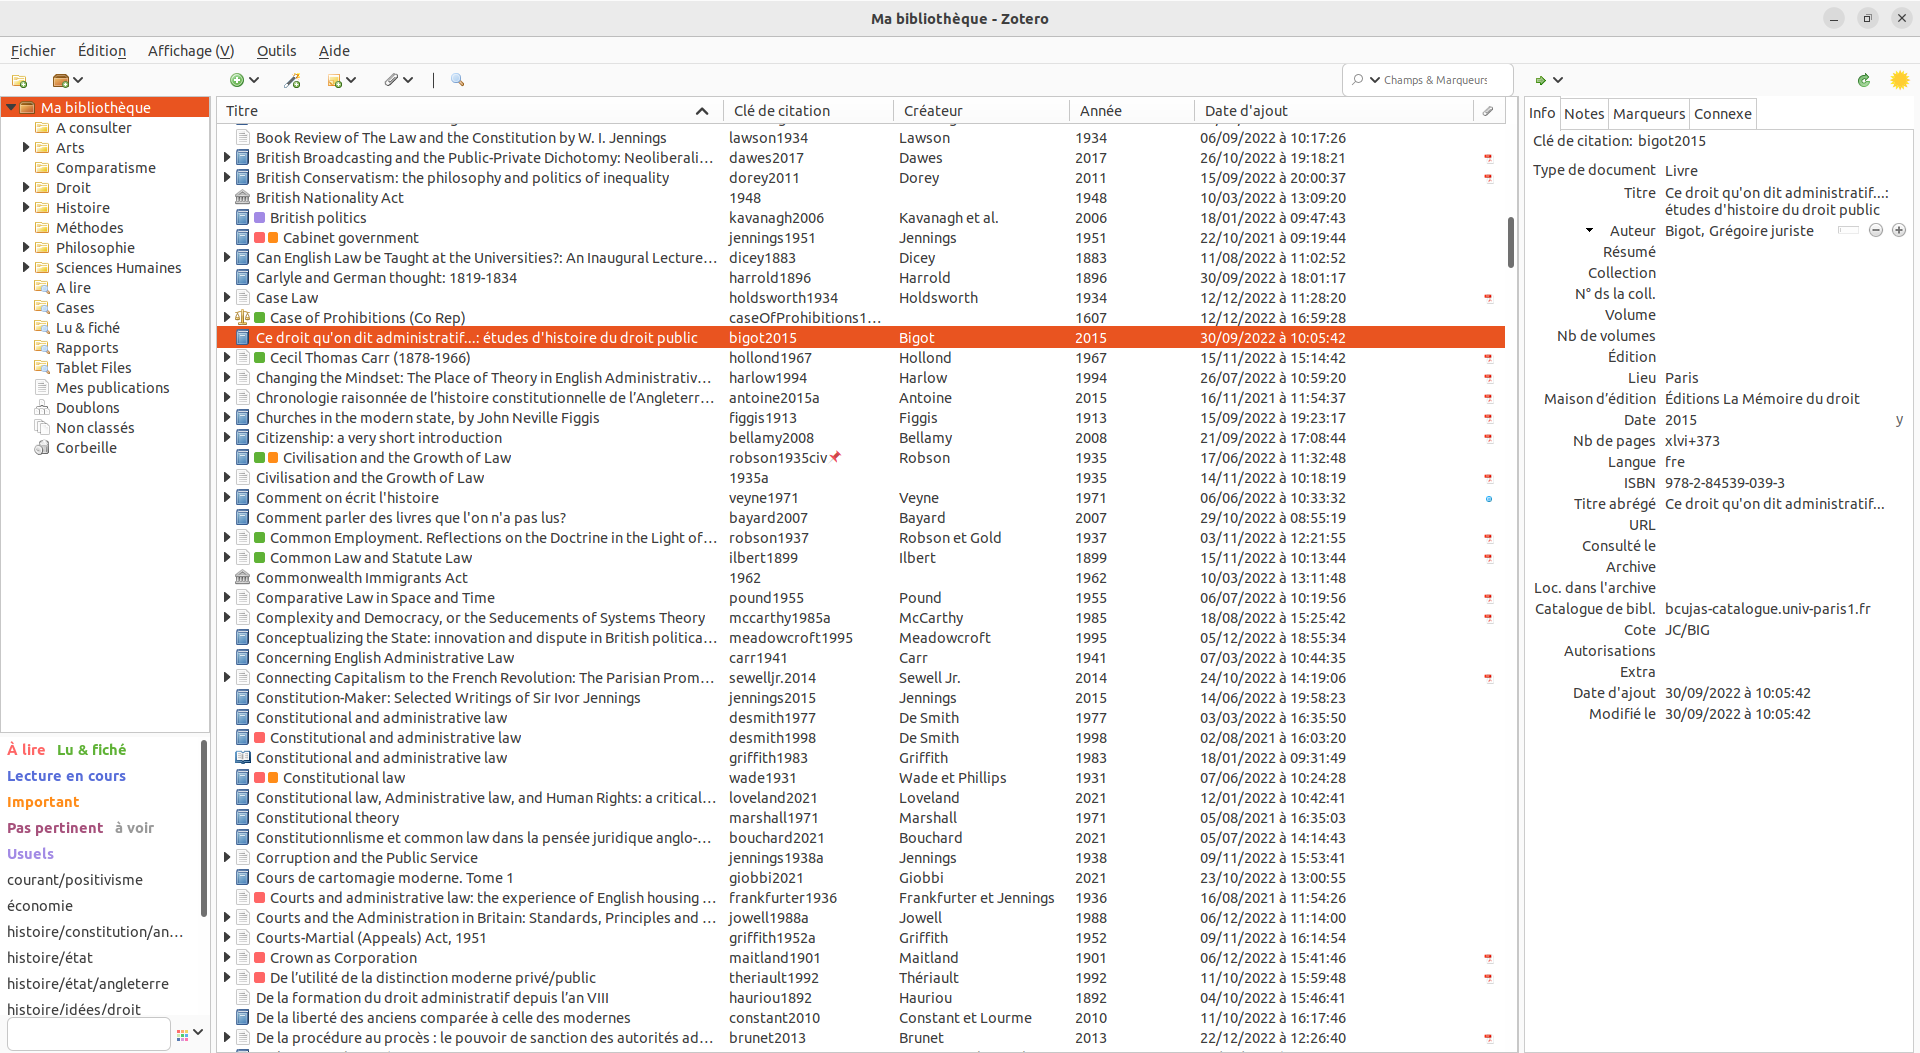 Ma bibliothèque - Zotero
Fichier Édition Affichage (V) Outils Aide
Champs & Marqueurs
Ma bibliothèque
A consulter
Arts
Comparatisme
Droit
Histoire
Méthodes
Philosophie
Sciences Humaines
A lire
Cases
Lu & fiché
Rapports
Tablet Files
Mes publications
Doublons
Non classés
Corbeille
À lire Lu & fiché
Lecture en cours
Important
Pas pertinent à voir
Usuels
courant/positivisme
économie
histoire/constitution/an…
histoire/état
histoire/état/angleterre
histoire/idées/droit
Titre Clé de citation Créateur Année Date d'ajout
Book Review of The Law and the Constitution by W. I. Jennings lawson1934 Lawson 1934 06/09/2022 à 10:17:26
British Broadcasting and the Public-Private Dichotomy: Neoliberali… dawes2017 Dawes 2017 26/10/2022 à 19:18:21
British Conservatism: the philosophy and politics of inequality dorey2011 Dorey 2011 15/09/2022 à 20:00:37
British Nationality Act 1948 1948 10/03/2022 à 13:09:20
British politics kavanagh2006 Kavanagh et al. 2006 18/01/2022 à 09:47:43
Cabinet government jennings1951 Jennings 1951 22/10/2021 à 09:19:44
Can English Law be Taught at the Universities?: An Inaugural Lecture… dicey1883 Dicey 1883 11/08/2022 à 11:02:52
Carlyle and German thought: 1819-1834 harrold1896 Harrold 1896 30/09/2022 à 18:01:17
Case Law holdsworth1934 Holdsworth 1934 12/12/2022 à 11:28:20
Case of Prohibitions (Co Rep) caseOfProhibitions1… 1607 12/12/2022 à 16:59:28
Ce droit qu'on dit administratif...: études d'histoire du droit public bigot2015 Bigot 2015 30/09/2022 à 10:05:42
Cecil Thomas Carr (1878-1966) hollond1967 Hollond 1967 15/11/2022 à 15:14:42
Changing the Mindset: The Place of Theory in English Administrativ… harlow1994 Harlow 1994 26/07/2022 à 10:59:20
Chronologie raisonnée de l’histoire constitutionnelle de l’Angleterr… antoine2015a Antoine 2015 16/11/2021 à 11:54:37
Churches in the modern state, by John Neville Figgis figgis1913 Figgis 1913 15/09/2022 à 19:23:17
Citizenship: a very short introduction bellamy2008 Bellamy 2008 21/09/2022 à 17:08:44
Civilisation and the Growth of Law robson1935civ Robson 1935 17/06/2022 à 11:32:48
Civilisation and the Growth of Law 1935a 1935 14/11/2022 à 10:18:19
Comment on écrit l'histoire veyne1971 Veyne 1971 06/06/2022 à 10:33:32
Comment parler des livres que l'on n'a pas lus? bayard2007 Bayard 2007 29/10/2022 à 08:55:19
Common Employment. Reflections on the Doctrine in the Light of… robson1937 Robson et Gold 1937 03/11/2022 à 12:21:55
Common Law and Statute Law ilbert1899 Ilbert 1899 15/11/2022 à 10:13:44
Commonwealth Immigrants Act 1962 1962 10/03/2022 à 13:11:48
Comparative Law in Space and Time pound1955 Pound 1955 06/07/2022 à 10:19:56
Complexity and Democracy, or the Seducements of Systems Theory mccarthy1985a McCarthy 1985 18/08/2022 à 15:25:42
Conceptualizing the State: innovation and dispute in British politica… meadowcroft1995 Meadowcroft 1995 05/12/2022 à 18:55:34
Concerning English Administrative Law carr1941 Carr 1941 07/03/2022 à 10:44:35
Connecting Capitalism to the French Revolution: The Parisian Prom… sewelljr.2014 Sewell Jr. 2014 24/10/2022 à 14:19:06
Constitution-Maker: Selected Writings of Sir Ivor Jennings jennings2015 Jennings 2015 14/06/2022 à 19:58:23
Constitutional and administrative law desmith1977 De Smith 1977 03/03/2022 à 16:35:50
Constitutional and administrative law desmith1998 De Smith 1998 02/08/2021 à 16:03:20
Constitutional and administrative law griffith1983 Griffith 1983 18/01/2022 à 09:31:49
Constitutional law wade1931 Wade et Phillips 1931 07/06/2022 à 10:24:28
Constitutional law, Administrative law, and Human Rights: a critical… loveland2021 Loveland 2021 12/01/2022 à 10:42:41
Constitutional theory marshall1971 Marshall 1971 05/08/2021 à 16:35:03
Constitutionnlisme et common law dans la pensée juridique anglo-… bouchard2021 Bouchard 2021 05/07/2022 à 14:14:43
Corruption and the Public Service jennings1938a Jennings 1938 09/11/2022 à 15:53:41
Cours de cartomagie moderne. Tome 1 giobbi2021 Giobbi 2021 23/10/2022 à 13:00:55
Courts and administrative law: the experience of English housing … frankfurter1936 Frankfurter et Jennings 1936 16/08/2021 à 11:54:26
Courts and the Administration in Britain: Standards, Principles and … jowell1988a Jowell 1988 06/12/2022 à 11:14:00
Courts-Martial (Appeals) Act, 1951 griffith1952a Griffith 1952 09/11/2022 à 16:14:54
Crown as Corporation maitland1901 Maitland 1901 06/12/2022 à 15:41:46
De l’utilité de la distinction moderne privé/public theriault1992 Thériault 1992 11/10/2022 à 15:59:48
De la formation du droit administratif depuis l’an VIII hauriou1892 Hauriou 1892 04/10/2022 à 15:46:41
De la liberté des anciens comparée à celle des modernes constant2010 Constant et Lourme 2010 11/10/2022 à 16:17:46
De la procédure au procès : le pouvoir de sanction des autorités ad… brunet2013 Brunet 2013 22/12/2022 à 12:26:40
Info Notes Marqueurs Connexe
Clé de citation: bigot2015
Type de document Livre
Titre Ce droit qu'on dit administratif...:
études d'histoire du droit public
Auteur Bigot, Grégoire juriste
Résumé
Collection
N° ds la coll.
Volume
Nb de volumes
Édition
Lieu Paris
Maison d’édition Éditions La Mémoire du droit
Date 2015 y
Nb de pages xlvi+373
Langue fre
ISBN 978-2-84539-039-3
Titre abrégé Ce droit qu'on dit administratif...
URL
Consulté le
Archive
Loc. dans l'archive
Catalogue de bibl. bcujas-catalogue.univ-paris1.fr
Cote JC/BIG
Autorisations
Extra
Date d'ajout 30/09/2022 à 10:05:42
Modifié le 30/09/2022 à 10:05:42